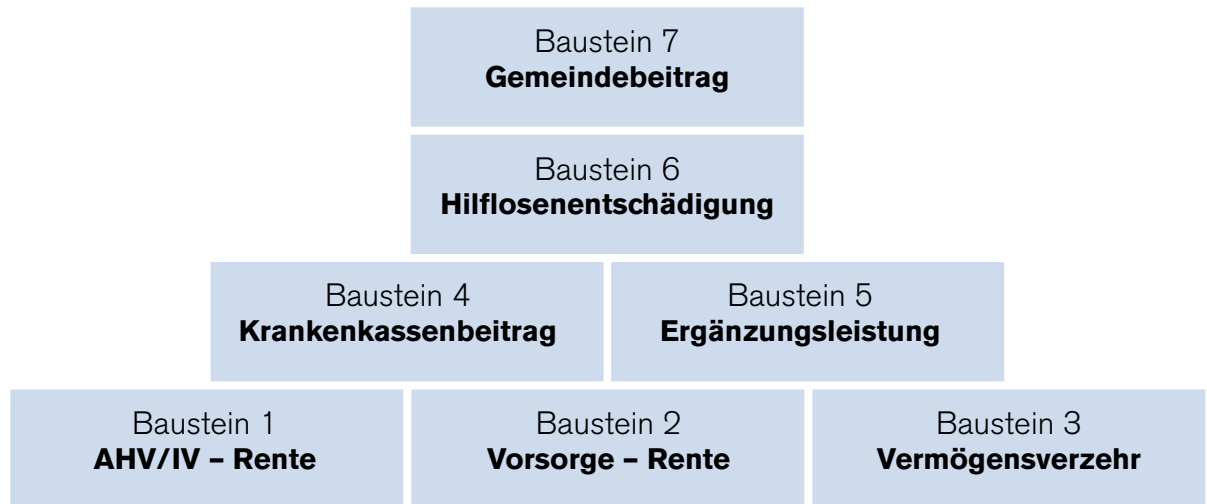 Baustein 7
Gemeindebeitrag
Baustein 6
Hilflosenentschädigung
Baustein 4
Krankenkassenbeitrag
Baustein 5
Ergänzungsleistung
Baustein 1
AHV/IV – Rente
Baustein 2
Vorsorge – Rente
Baustein 3
Vermögensverzehr